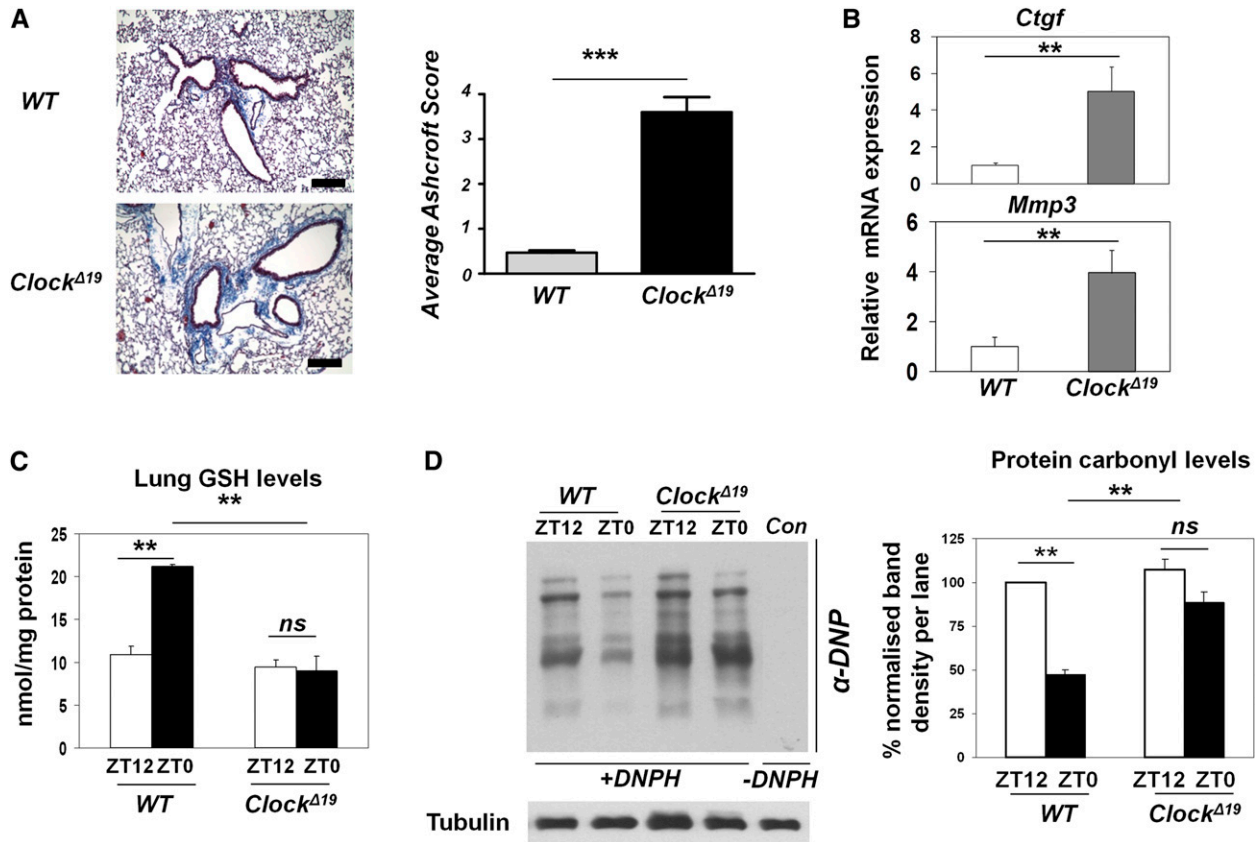 A
WT
Clock^Δ19
Average Ashcroft Score
4
3
2
1
0
***
WT
Clock^Δ19
B
Relative mRNA expression
Ctgf
8
6
4
2
0
**
Mmp3
6
4
2
0
**
WT
Clock^Δ19
C
Lung GSH levels
**
nmol/mg protein
25
20
15
10
5
0
**
ns
ZT12 ZT0 ZT12 ZT0
WT Clock^Δ19
D
WT Clock^Δ19
ZT12 ZT0 ZT12 ZT0 Con
α-DNP
+DNPH -DNPH
Tubulin
Protein carbonyl levels
**
% normalised band
density per lane
125
100
75
50
25
0
**
ns
ZT12 ZT0 ZT12 ZT0
WT Clock^Δ19